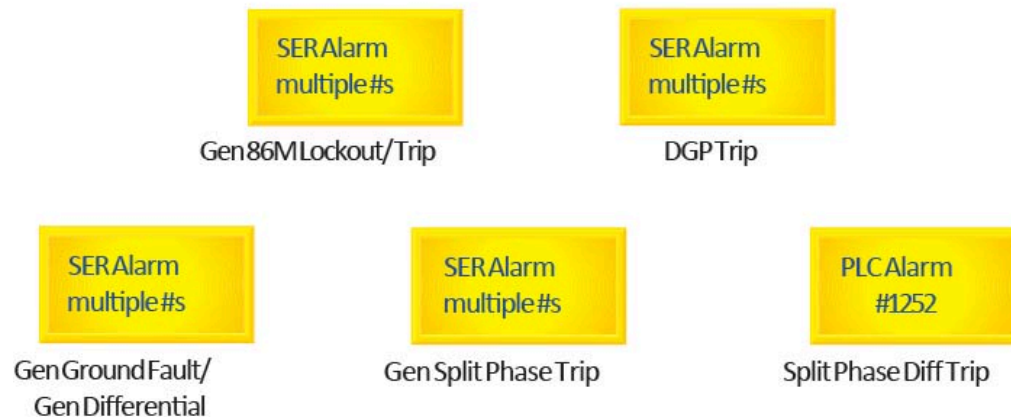 SER Alarm
multiple #s
Gen 86M Lockout/Trip
SER Alarm
multiple #s
DGP Trip
SER Alarm
multiple #s
Gen Ground Fault/
Gen Differential
SER Alarm
multiple #s
Gen Split Phase Trip
PLC Alarm
#1252
Split Phase Diff Trip